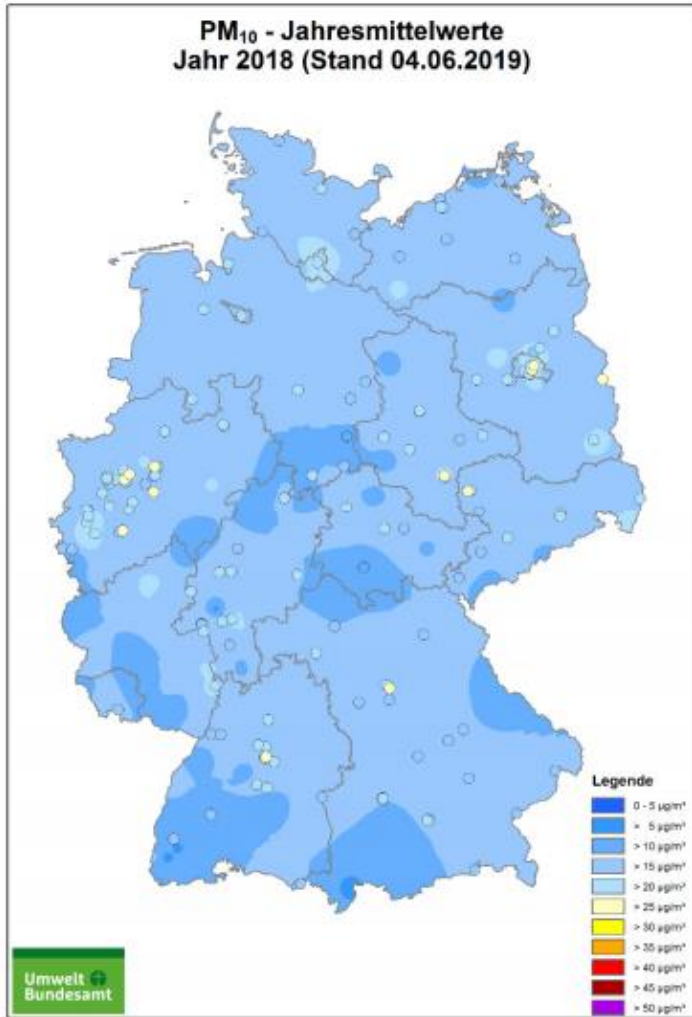 PM₁₀ - Jahresmittelwerte
Jahr 2018 (Stand 04.06.2019)
Legende
0 - 5 µg/m³
> 5 µg/m³
> 10 µg/m³
> 15 µg/m³
> 20 µg/m³
> 25 µg/m³
> 30 µg/m³
> 35 µg/m³
> 40 µg/m³
> 45 µg/m³
> 50 µg/m³
Umwelt
Bundesamt